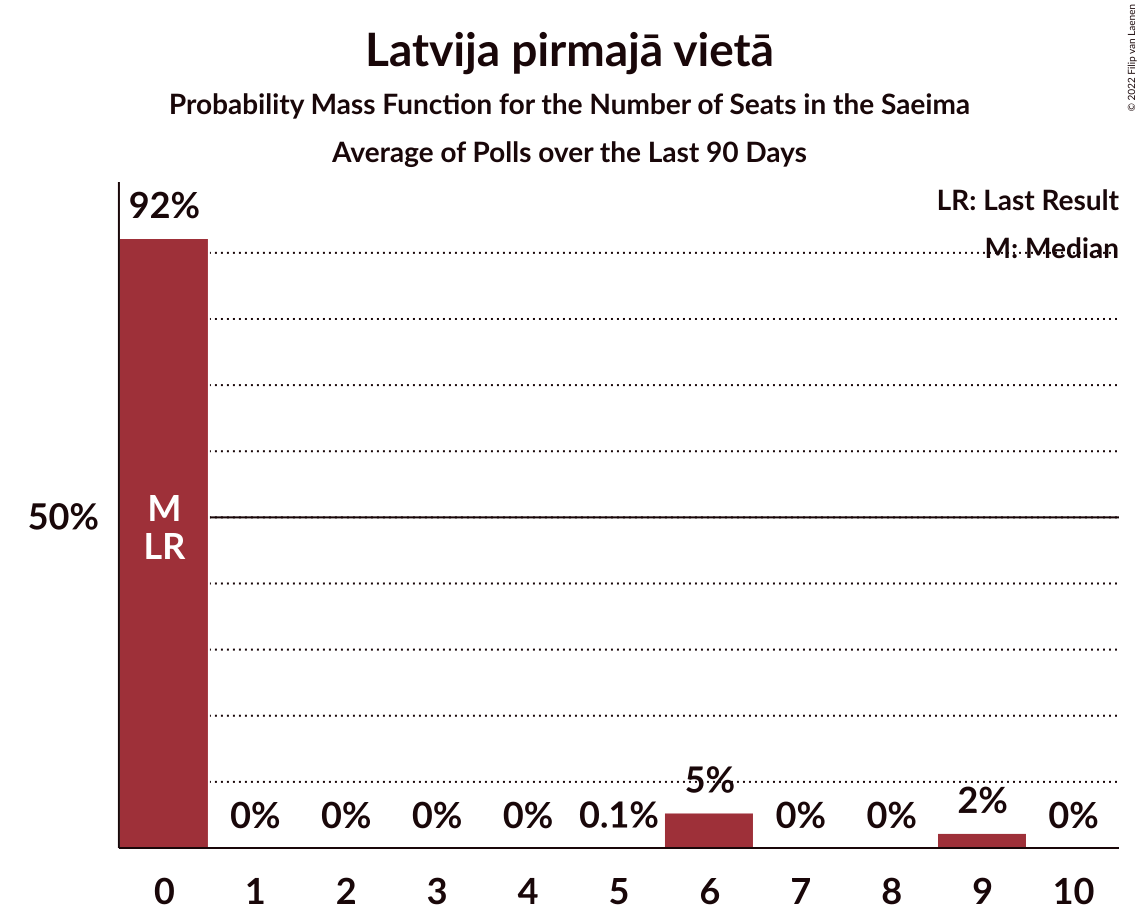 Latvija pirmajā vietā
Probability Mass Function for the Number of Seats in the Saeima
Average of Polls over the Last 90 Days
© 2022 Filip van Laenen
LR: Last Result
M: Median
92%
50%
M
LR
0% 0% 0% 0% 0.1% 5% 0% 0% 2% 0%
0 1 2 3 4 5 6 7 8 9 10